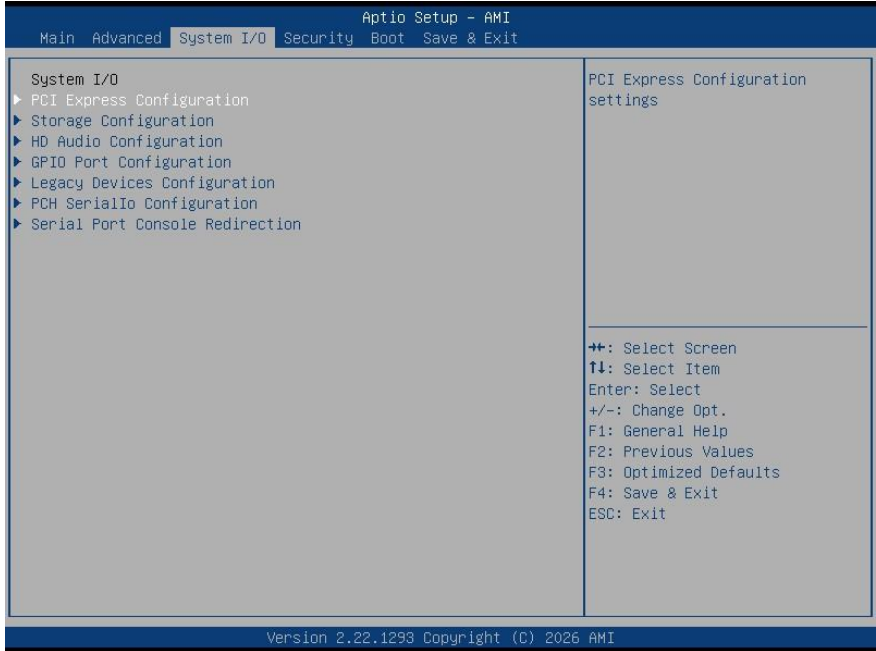 Aptio Setup - AMI
Main Advanced System I/O Security Boot Save & Exit
System I/O
PCI Express Configuration
Storage Configuration
HD Audio Configuration
GPIO Port Configuration
Legacy Devices Configuration
PCH SerialIo Configuration
Serial Port Console Redirection
PCI Express Configuration
settings
→←: Select Screen
↑↓: Select Item
Enter: Select
+/-: Change Opt.
F1: General Help
F2: Previous Values
F3: Optimized Defaults
F4: Save & Exit
ESC: Exit
Version 2.22.1293 Copyright (C) 2026 AMI